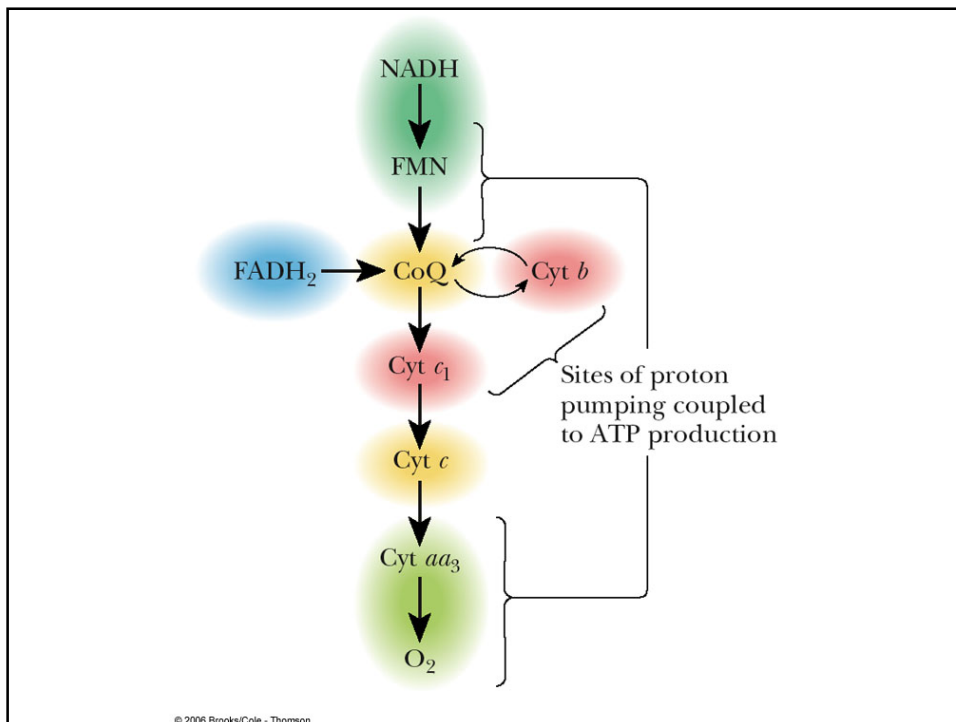 NADH
FMN
FADH₂
CoQ
Cyt b
Cyt c₁
Sites of proton
pumping coupled
to ATP production
Cyt c
Cyt aa₃
O₂
© 2006 Brooks/Cole - Thomson